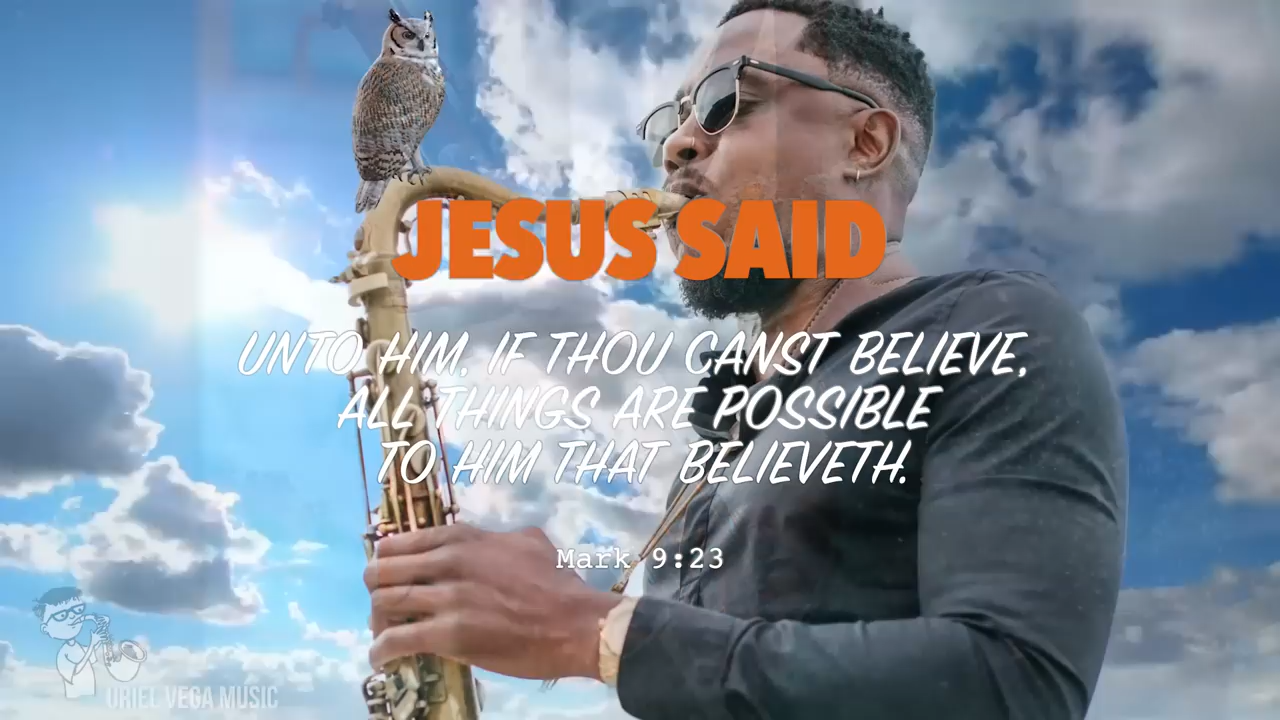 JESUS SAID
UNTO HIM, IF THOU CANST BELIEVE,
ALL THINGS ARE POSSIBLE
TO HIM THAT BELIEVETH.
Mark 9:23
URIEL VEGA MUSIC